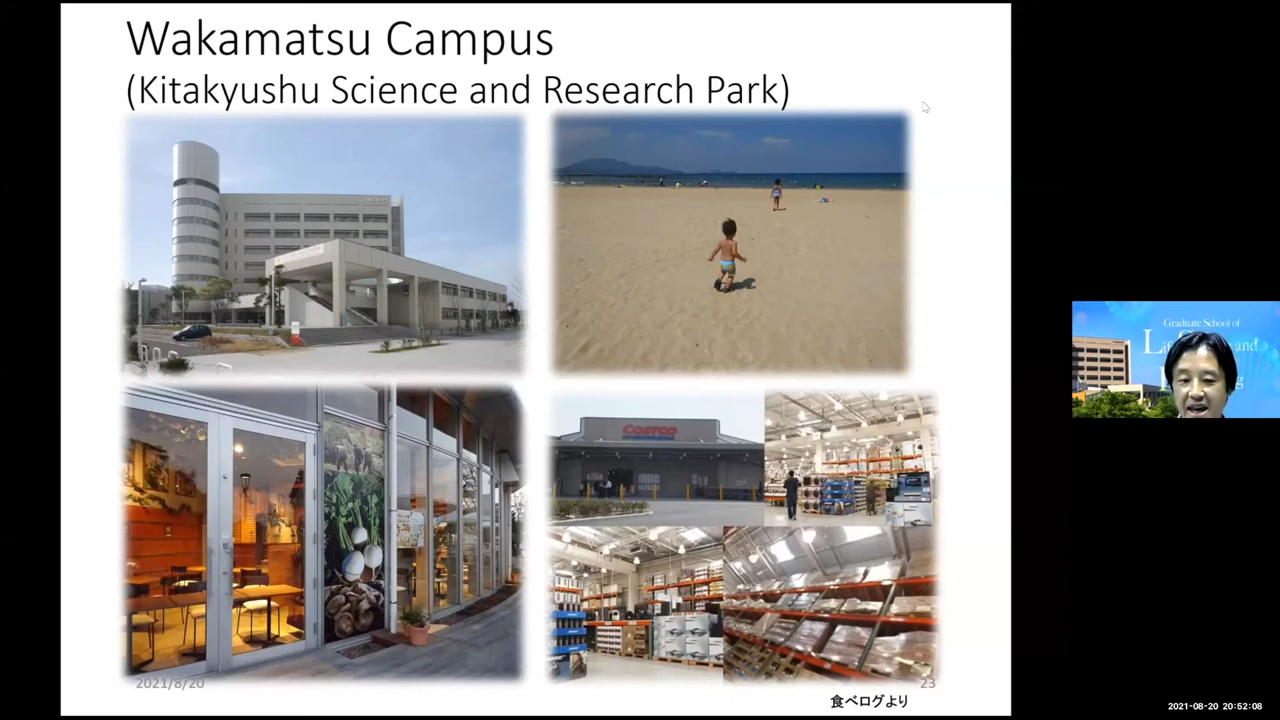 Wakamatsu Campus
(Kitakyushu Science and Research Park)
COSTCO
Graduate School of
2021/8/20
23
食べログより
2021-08-20 20:52:08